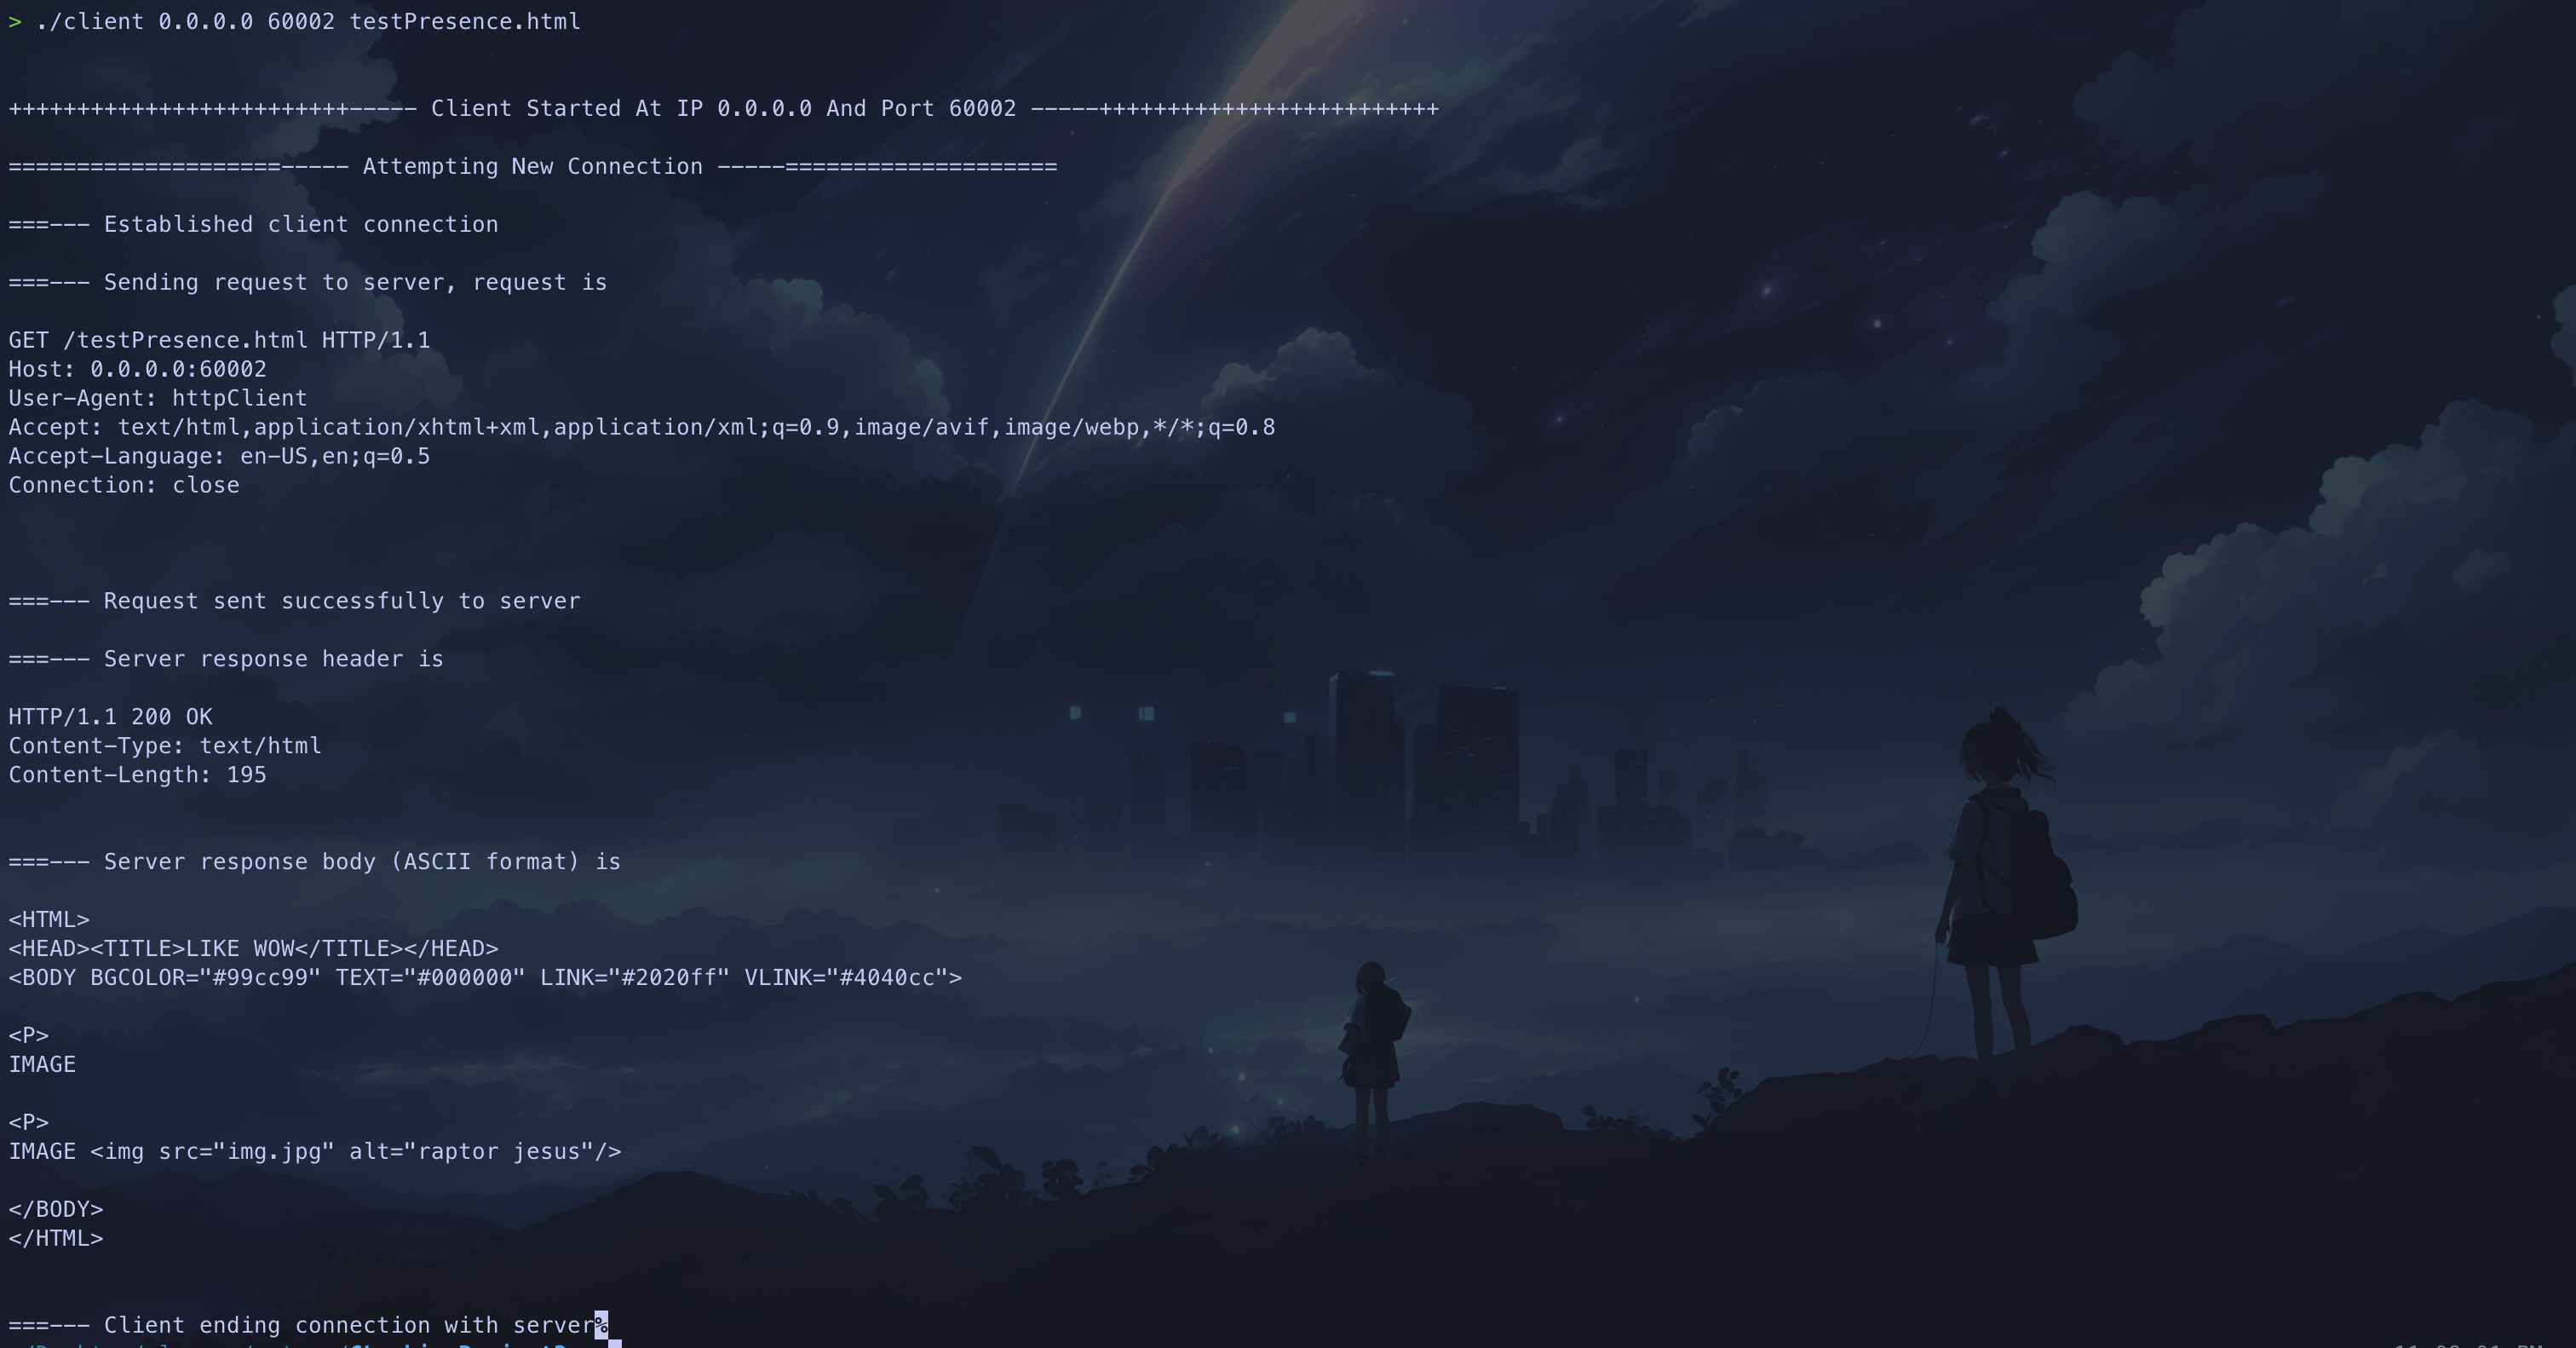 > ./client 0.0.0.0 60002 testPresence.html
+++++++++++++++++++++++++----- Client Started At IP 0.0.0.0 And Port 60002 -----+++++++++++++++++++++++++
====================----- Attempting New Connection -----====================
===--- Established client connection
===--- Sending request to server, request is
GET /testPresence.html HTTP/1.1
Host: 0.0.0.0:60002
User-Agent: httpClient
Accept: text/html,application/xhtml+xml,application/xml;q=0.9,image/avif,image/webp,*/*;q=0.8
Accept-Language: en-US,en;q=0.5
Connection: close
===--- Request sent successfully to server
===--- Server response header is
HTTP/1.1 200 OK
Content-Type: text/html
Content-Length: 195
===--- Server response body (ASCII format) is
<HTML>
<HEAD><TITLE>LIKE WOW</TITLE></HEAD>
<BODY BGCOLOR="#99cc99" TEXT="#000000" LINK="#2020ff" VLINK="#4040cc">
<P>
IMAGE
<P>
IMAGE <img src="img.jpg" alt="raptor jesus"/>
</BODY>
</HTML>
===--- Client ending connection with server%